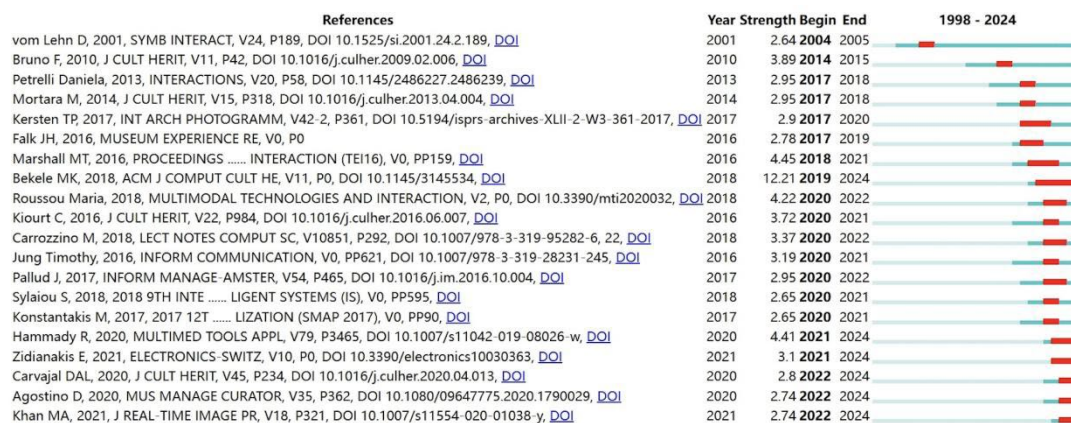 References Year Strength Begin End 1998 - 2024
vom Lehn D, 2001, SYMB INTERACT, V24, P189, DOI 10.1525/si.2001.24.2.189, DOI 2001 2.64 2004 2005
Bruno F, 2010, J CULT HERIT, V11, P42, DOI 10.1016/j.culher.2009.02.006, DOI 2010 3.89 2014 2015
Petrelli Daniela, 2013, INTERACTIONS, V20, P58, DOI 10.1145/2486227.2486239, DOI 2013 2.95 2017 2018
Mortara M, 2014, J CULT HERIT, V15, P318, DOI 10.1016/j.culher.2013.04.004, DOI 2014 2.95 2017 2018
Kersten TP, 2017, INT ARCH PHOTOGRAMM, V42-2, P361, DOI 10.5194/isprs-archives-XLII-2-W3-361-2017, DOI 2017 2.9 2017 2020
Falk JH, 2016, MUSEUM EXPERIENCE RE, V0, P0 2016 2.78 2017 2019
Marshall MT, 2016, PROCEEDINGS ...... INTERACTION (TEI16), V0, PP159, DOI 2016 4.45 2018 2021
Bekele MK, 2018, ACM J COMPUT CULT HE, V11, P0, DOI 10.1145/3145534, DOI 2018 12.21 2019 2024
Roussou Maria, 2018, MULTIMODAL TECHNOLOGIES AND INTERACTION, V2, P0, DOI 10.3390/mti2020032, DOI 2018 4.22 2020 2022
Kiourt C, 2016, J CULT HERIT, V22, P984, DOI 10.1016/j.culher.2016.06.007, DOI 2016 3.72 2020 2021
Carrozzino M, 2018, LECT NOTES COMPUT SC, V10851, P292, DOI 10.1007/978-3-319-95282-6, 22, DOI 2018 3.37 2020 2022
Jung Timothy, 2016, INFORM COMMUNICATION, V0, PP621, DOI 10.1007/978-3-319-28231-245, DOI 2016 3.19 2020 2021
Pallud J, 2017, INFORM MANAGE-AMSTER, V54, P465, DOI 10.1016/j.im.2016.10.004, DOI 2017 2.95 2020 2022
Sylaiou S, 2018, 2018 9TH INTE ...... LIGENT SYSTEMS (IS), V0, PP595, DOI 2018 2.65 2020 2021
Konstantakis M, 2017, 2017 12T ...... LIZATION (SMAP 2017), V0, PP90, DOI 2017 2.65 2020 2021
Hammady R, 2020, MULTIMED TOOLS APPL, V79, P3465, DOI 10.1007/s11042-019-08026-w, DOI 2020 4.41 2021 2024
Zidianakis E, 2021, ELECTRONICS-SWITZ, V10, P0, DOI 10.3390/electronics10030363, DOI 2021 3.1 2021 2024
Carvajal DAL, 2020, J CULT HERIT, V45, P234, DOI 10.1016/j.culher.2020.04.013, DOI 2020 2.8 2022 2024
Agostino D, 2020, MUS MANAGE CURATOR, V35, P362, DOI 10.1080/09647775.2020.1790029, DOI 2020 2.74 2022 2024
Khan MA, 2021, J REAL-TIME IMAGE PR, V18, P321, DOI 10.1007/s11554-020-01038-y, DOI 2021 2.74 2022 2024